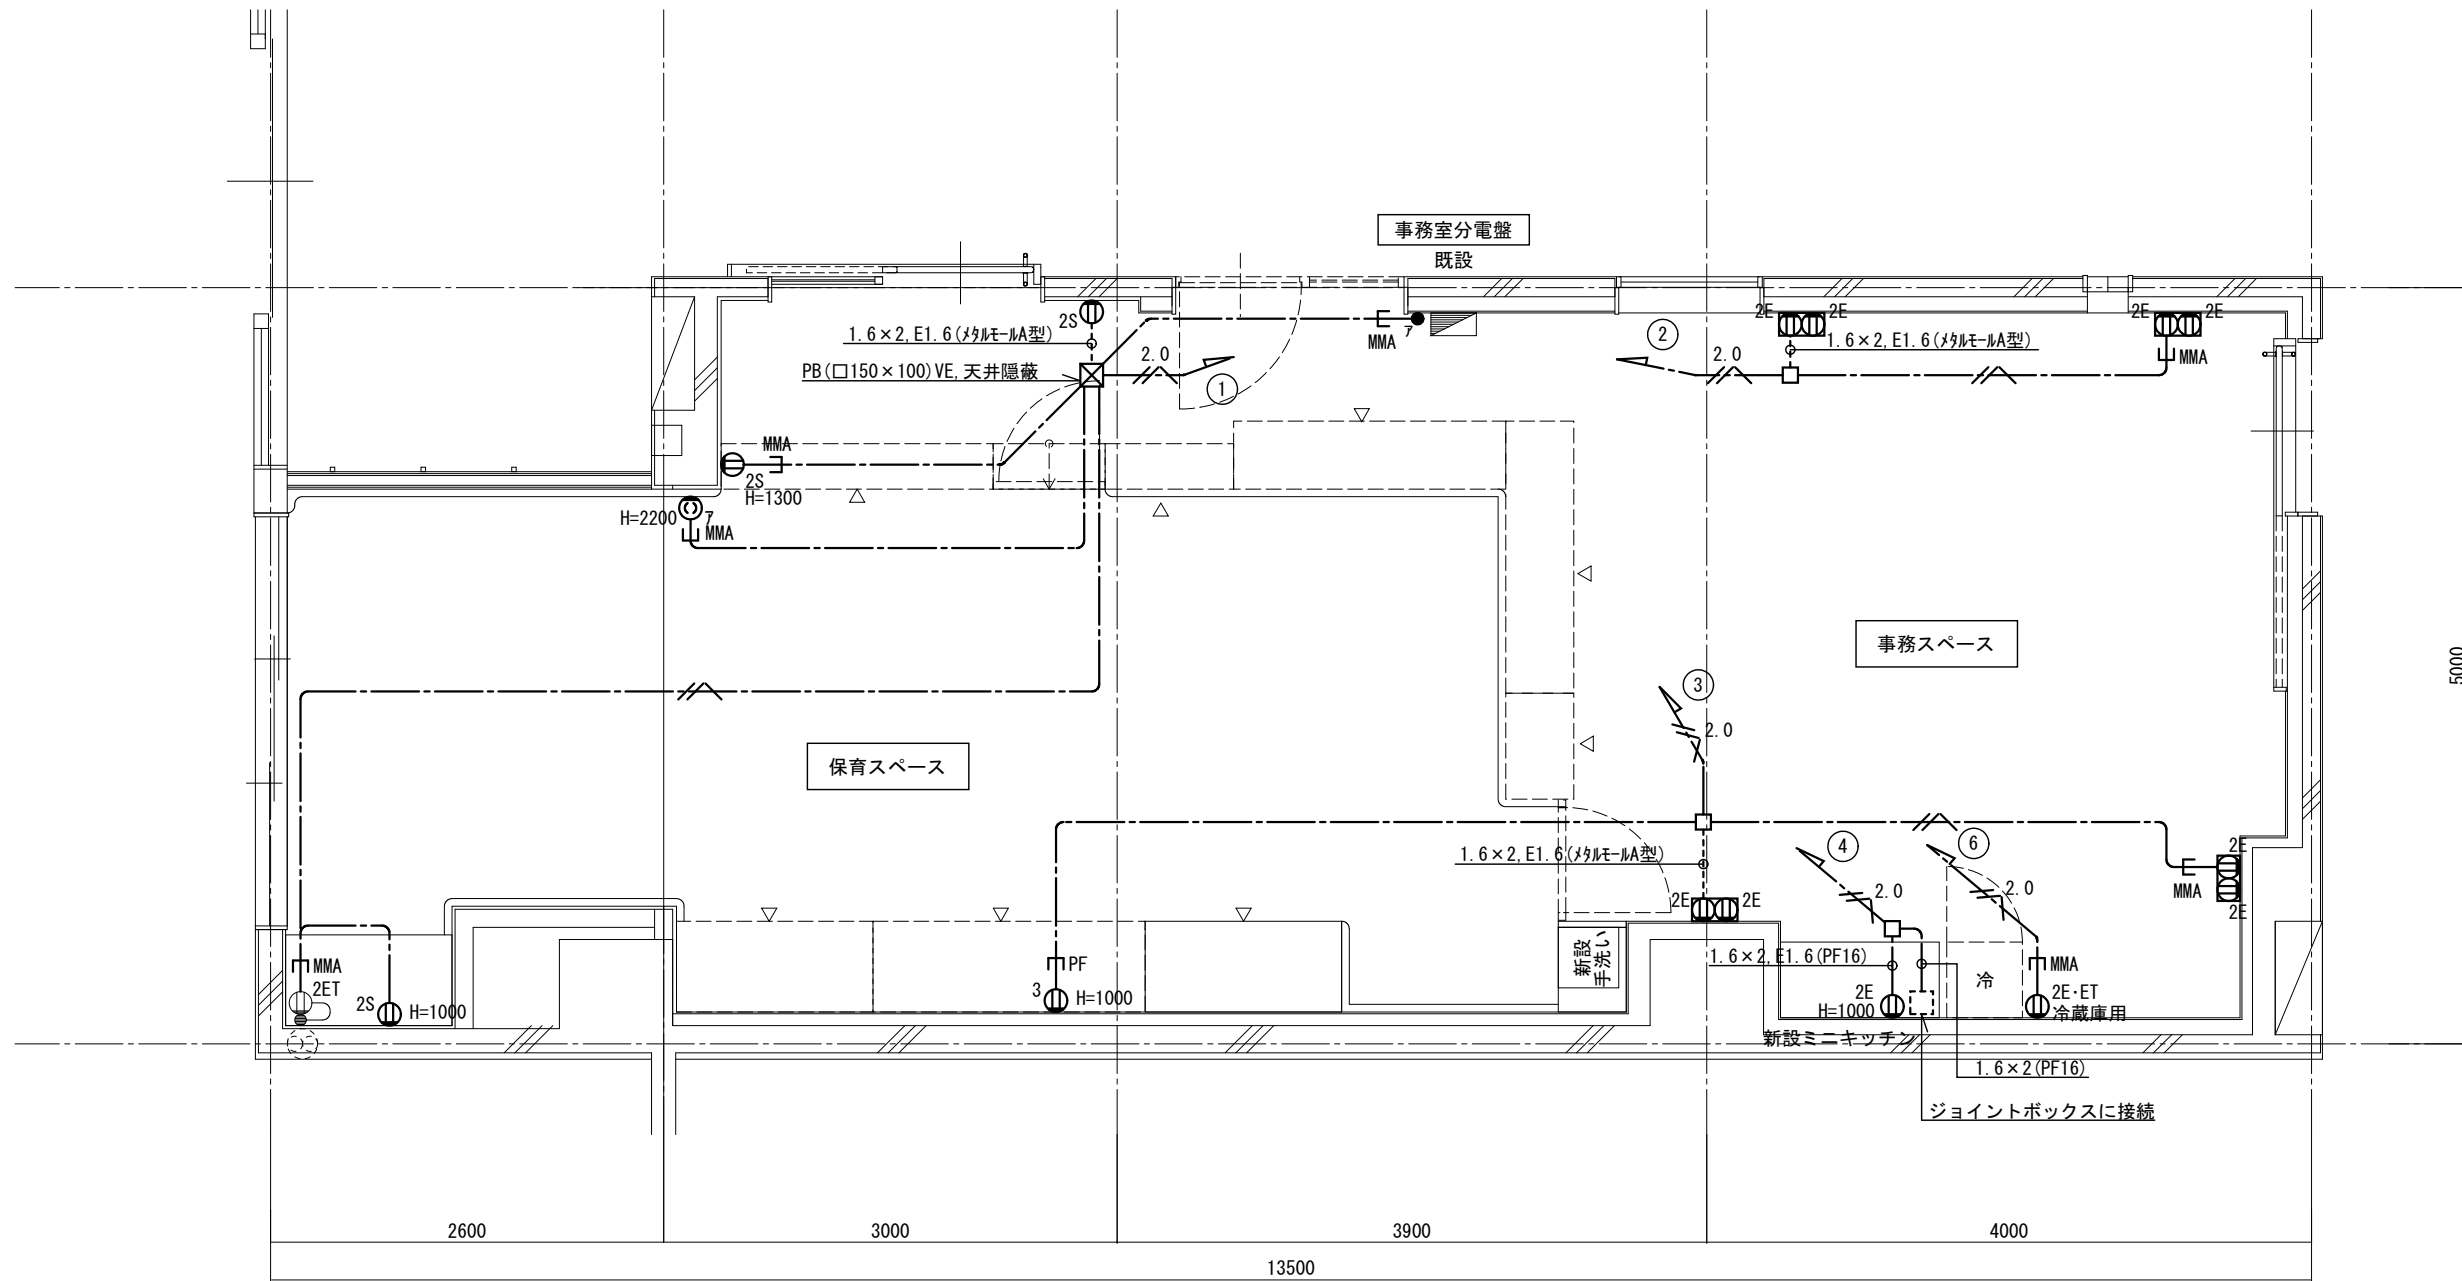 事務室分電盤
既設
2S
1.6×2,E1.6(ﾒﾀﾙﾓｰﾙA型)
PB(□150×100)VE,天井隠蔽
2.0
①
MMA
ア
②
2.0
2E
2E
1.6×2,E1.6(ﾒﾀﾙﾓｰﾙA型)
2E
2E
MMA
MMA
2S
H=1300
H=2200
ア
MMA
事務スペース
5000
③
2.0
保育スペース
1.6×2,E1.6(ﾒﾀﾙﾓｰﾙA型)
④
2.0
⑥
2.0
2E
MMA
2E
2E
2E
MMA
2ET
2S
H=1000
PF
3
H=1000
新設
手洗い
1.6×2,E1.6(PF16)
2E
H=1000
冷
MMA
2E・ET
冷蔵庫用
新設ミニキッチン
1.6×2(PF16)
ジョイントボックスに接続
2600
3000
3900
4000
13500